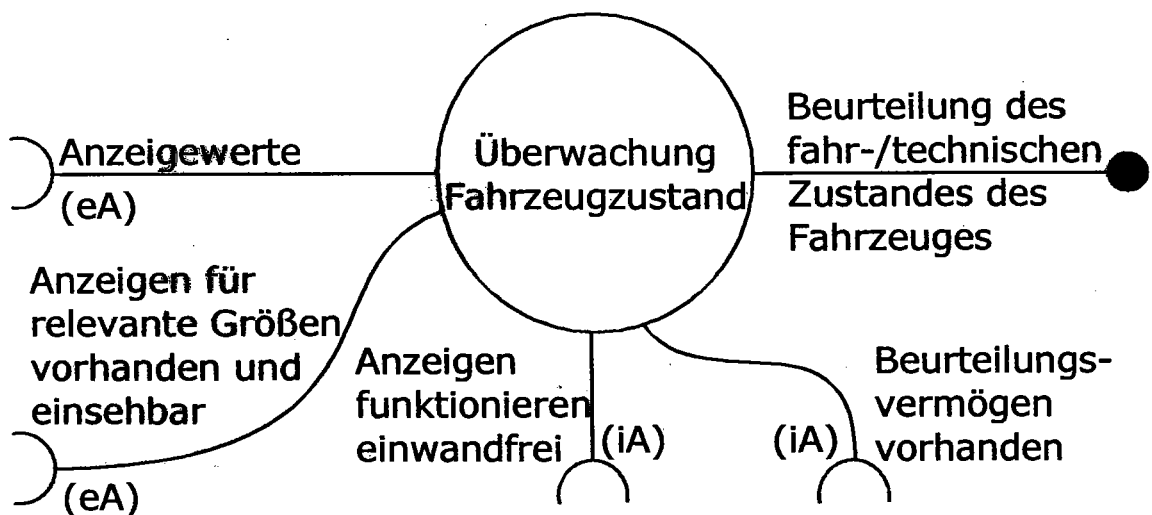 Anzeigewerte
(eA)
Überwachung
Fahrzeugzustand
Beurteilung des
fahr-/technischen
Zustandes des
Fahrzeuges
Anzeigen für
relevante Größen
vorhanden und
einsehbar
(eA)
Anzeigen
funktionieren
einwandfrei
(iA)
(iA)
Beurteilungs-
vermögen
vorhanden